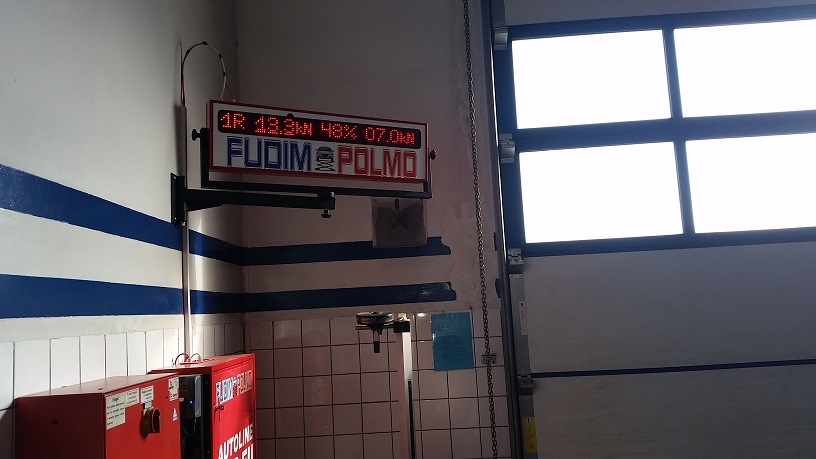 1R 13.3kN 48% 07.0kN
FUDIM POLMO
FUDIM POLMO
AUTOLINE